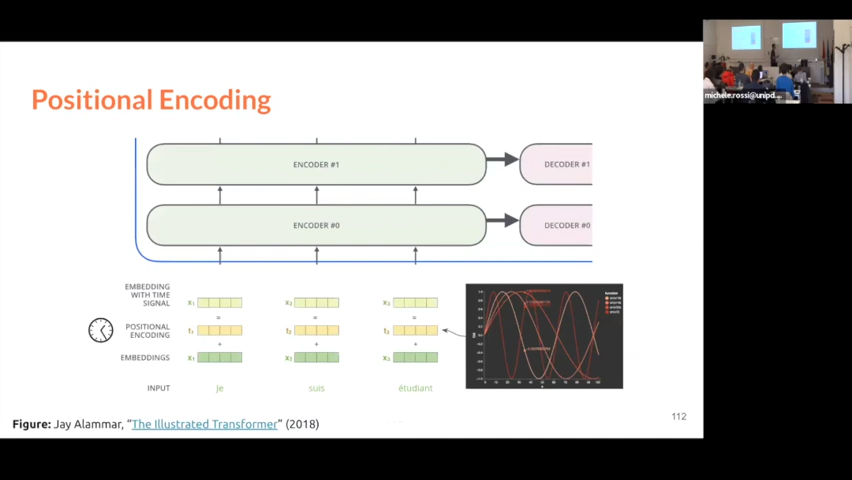 michele.rossi@unipd....
Positional Encoding
ENCODER #1
DECODER #1
ENCODER #0
DECODER #0
EMBEDDING
WITH TIME
SIGNAL
x₁
x₂
x₃
=
=
=
POSITIONAL
ENCODING
t₁
t₂
t₃
+
+
+
EMBEDDINGS
x₁
x₂
x₃
INPUT
Je
suis
étudiant
112
Figure: Jay Alammar, “The Illustrated Transformer” (2018)